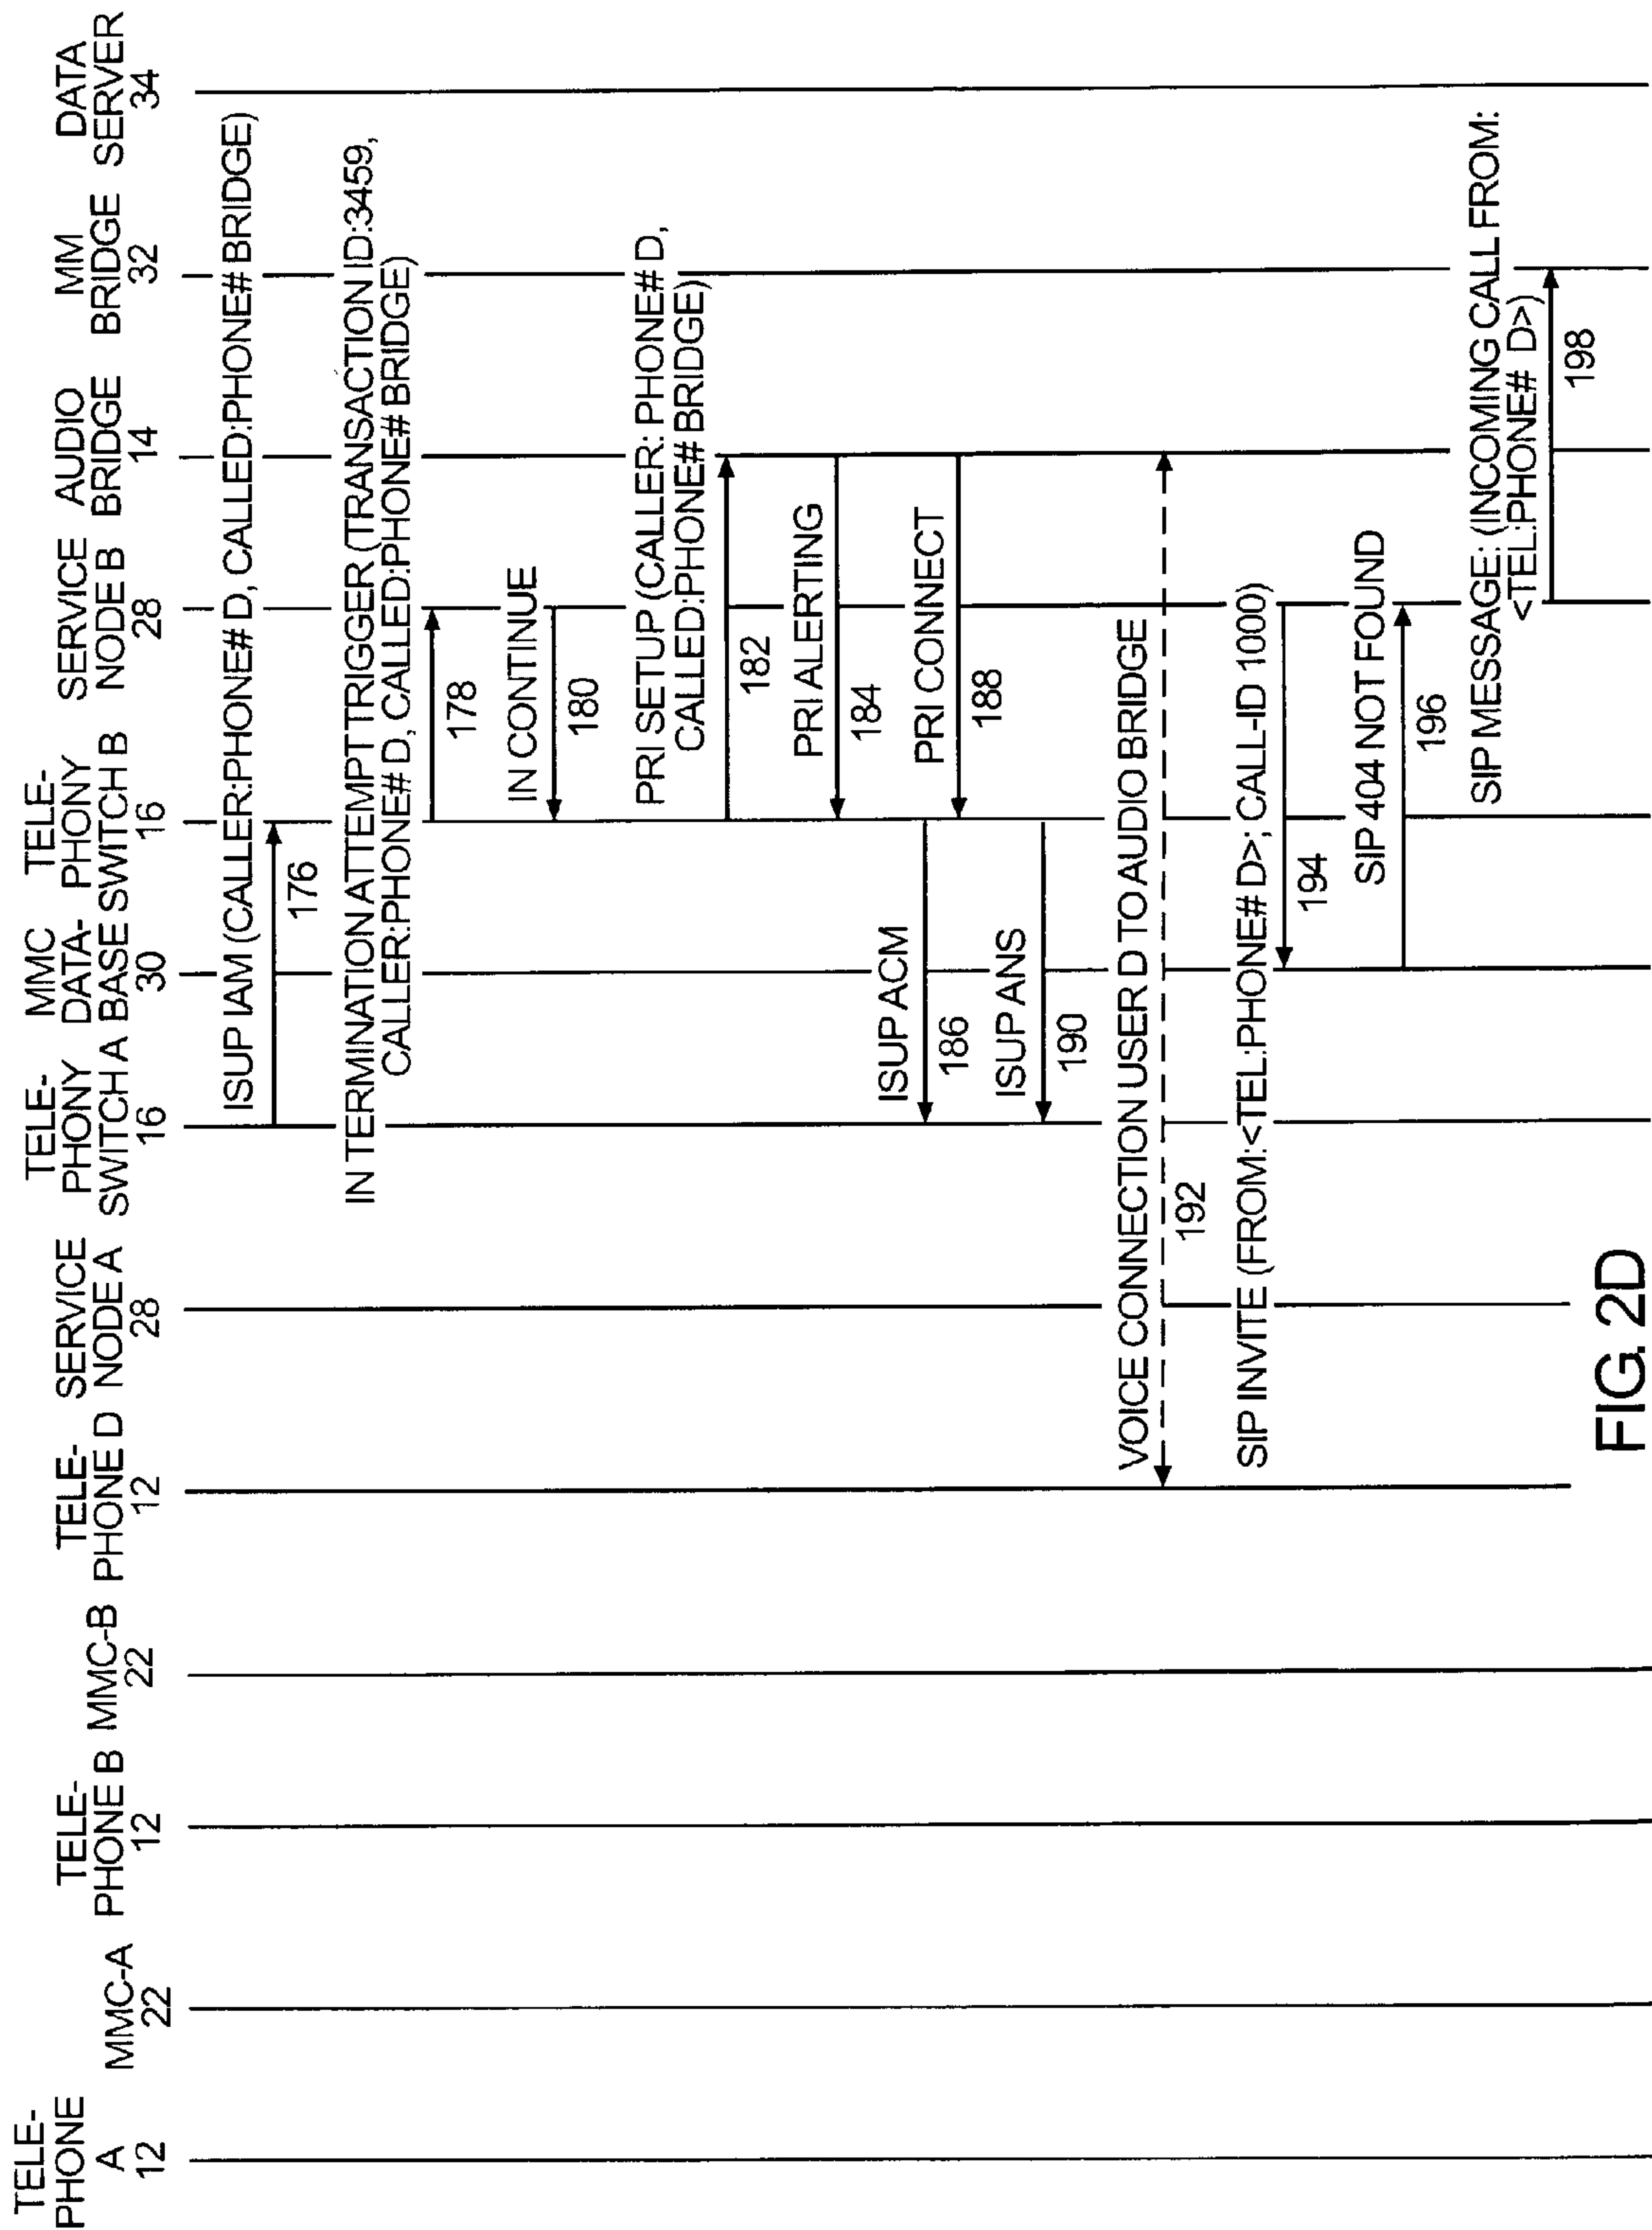 TELE-
PHONE
A
12
MMC-A
22
TELE-
PHONE B
12
MMC-B
22
TELE-
PHONE D
12
SERVICE
NODE A
28
TELE-
PHONY
SWITCH A
16
MMC
DATA-
BASE
30
TELE-
PHONY
SWITCH B
16
SERVICE
NODE B
28
AUDIO
BRIDGE
14
MM
BRIDGE
32
DATA
SERVER
34
ISUP IAM (CALLER:PHONE# D, CALLED:PHONE# BRIDGE)
176
IN TERMINATION ATTEMPT TRIGGER (TRANSACTION ID:3459,
CALLER:PHONE# D, CALLED:PHONE# BRIDGE)
178
IN CONTINUE
180
PRI SETUP (CALLER: PHONE# D,
CALLED:PHONE# BRIDGE)
182
PRI ALERTING
184
ISUP ACM
186
PRI CONNECT
188
ISUP ANS
190
VOICE CONNECTION USER D TO AUDIO BRIDGE
192
SIP INVITE (FROM:<TEL:PHONE# D>; CALL-ID 1000)
194
SIP 404 NOT FOUND
196
SIP MESSAGE: (INCOMING CALL FROM:
<TEL:PHONE# D>)
198
FIG. 2D